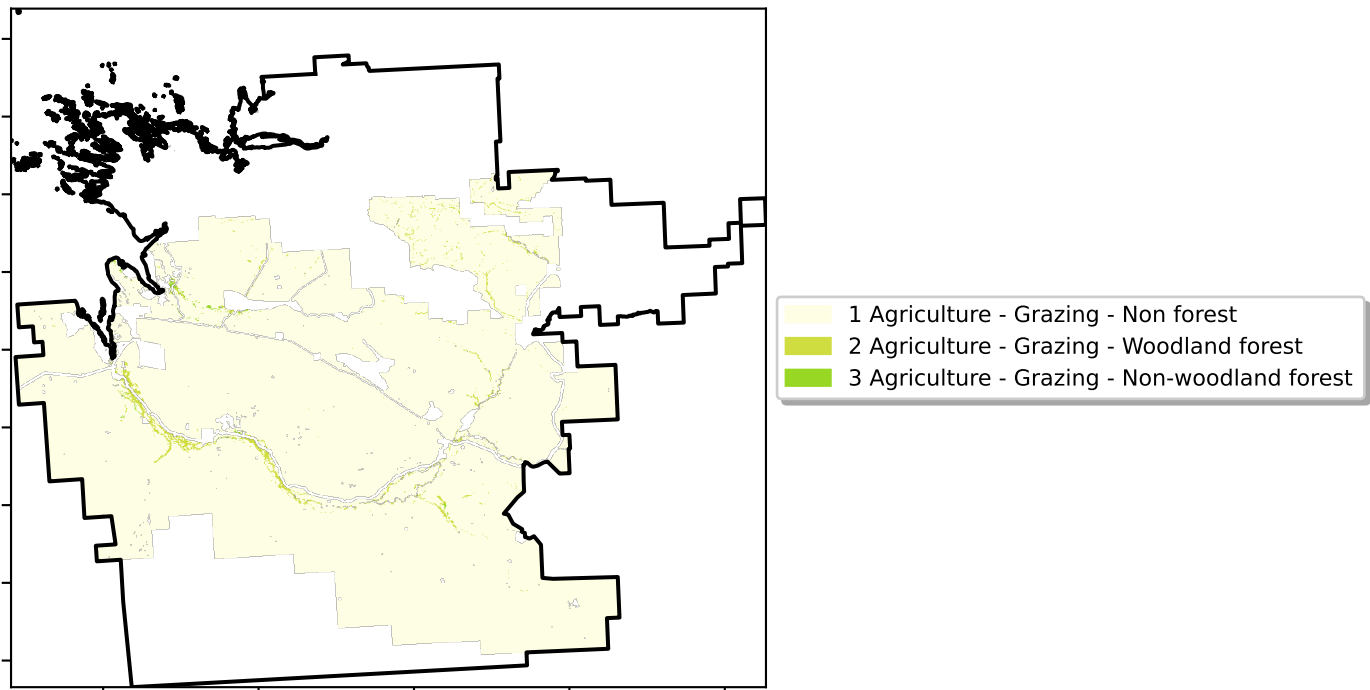 1 Agriculture - Grazing - Non forest
2 Agriculture - Grazing - Woodland forest
3 Agriculture - Grazing - Non-woodland forest